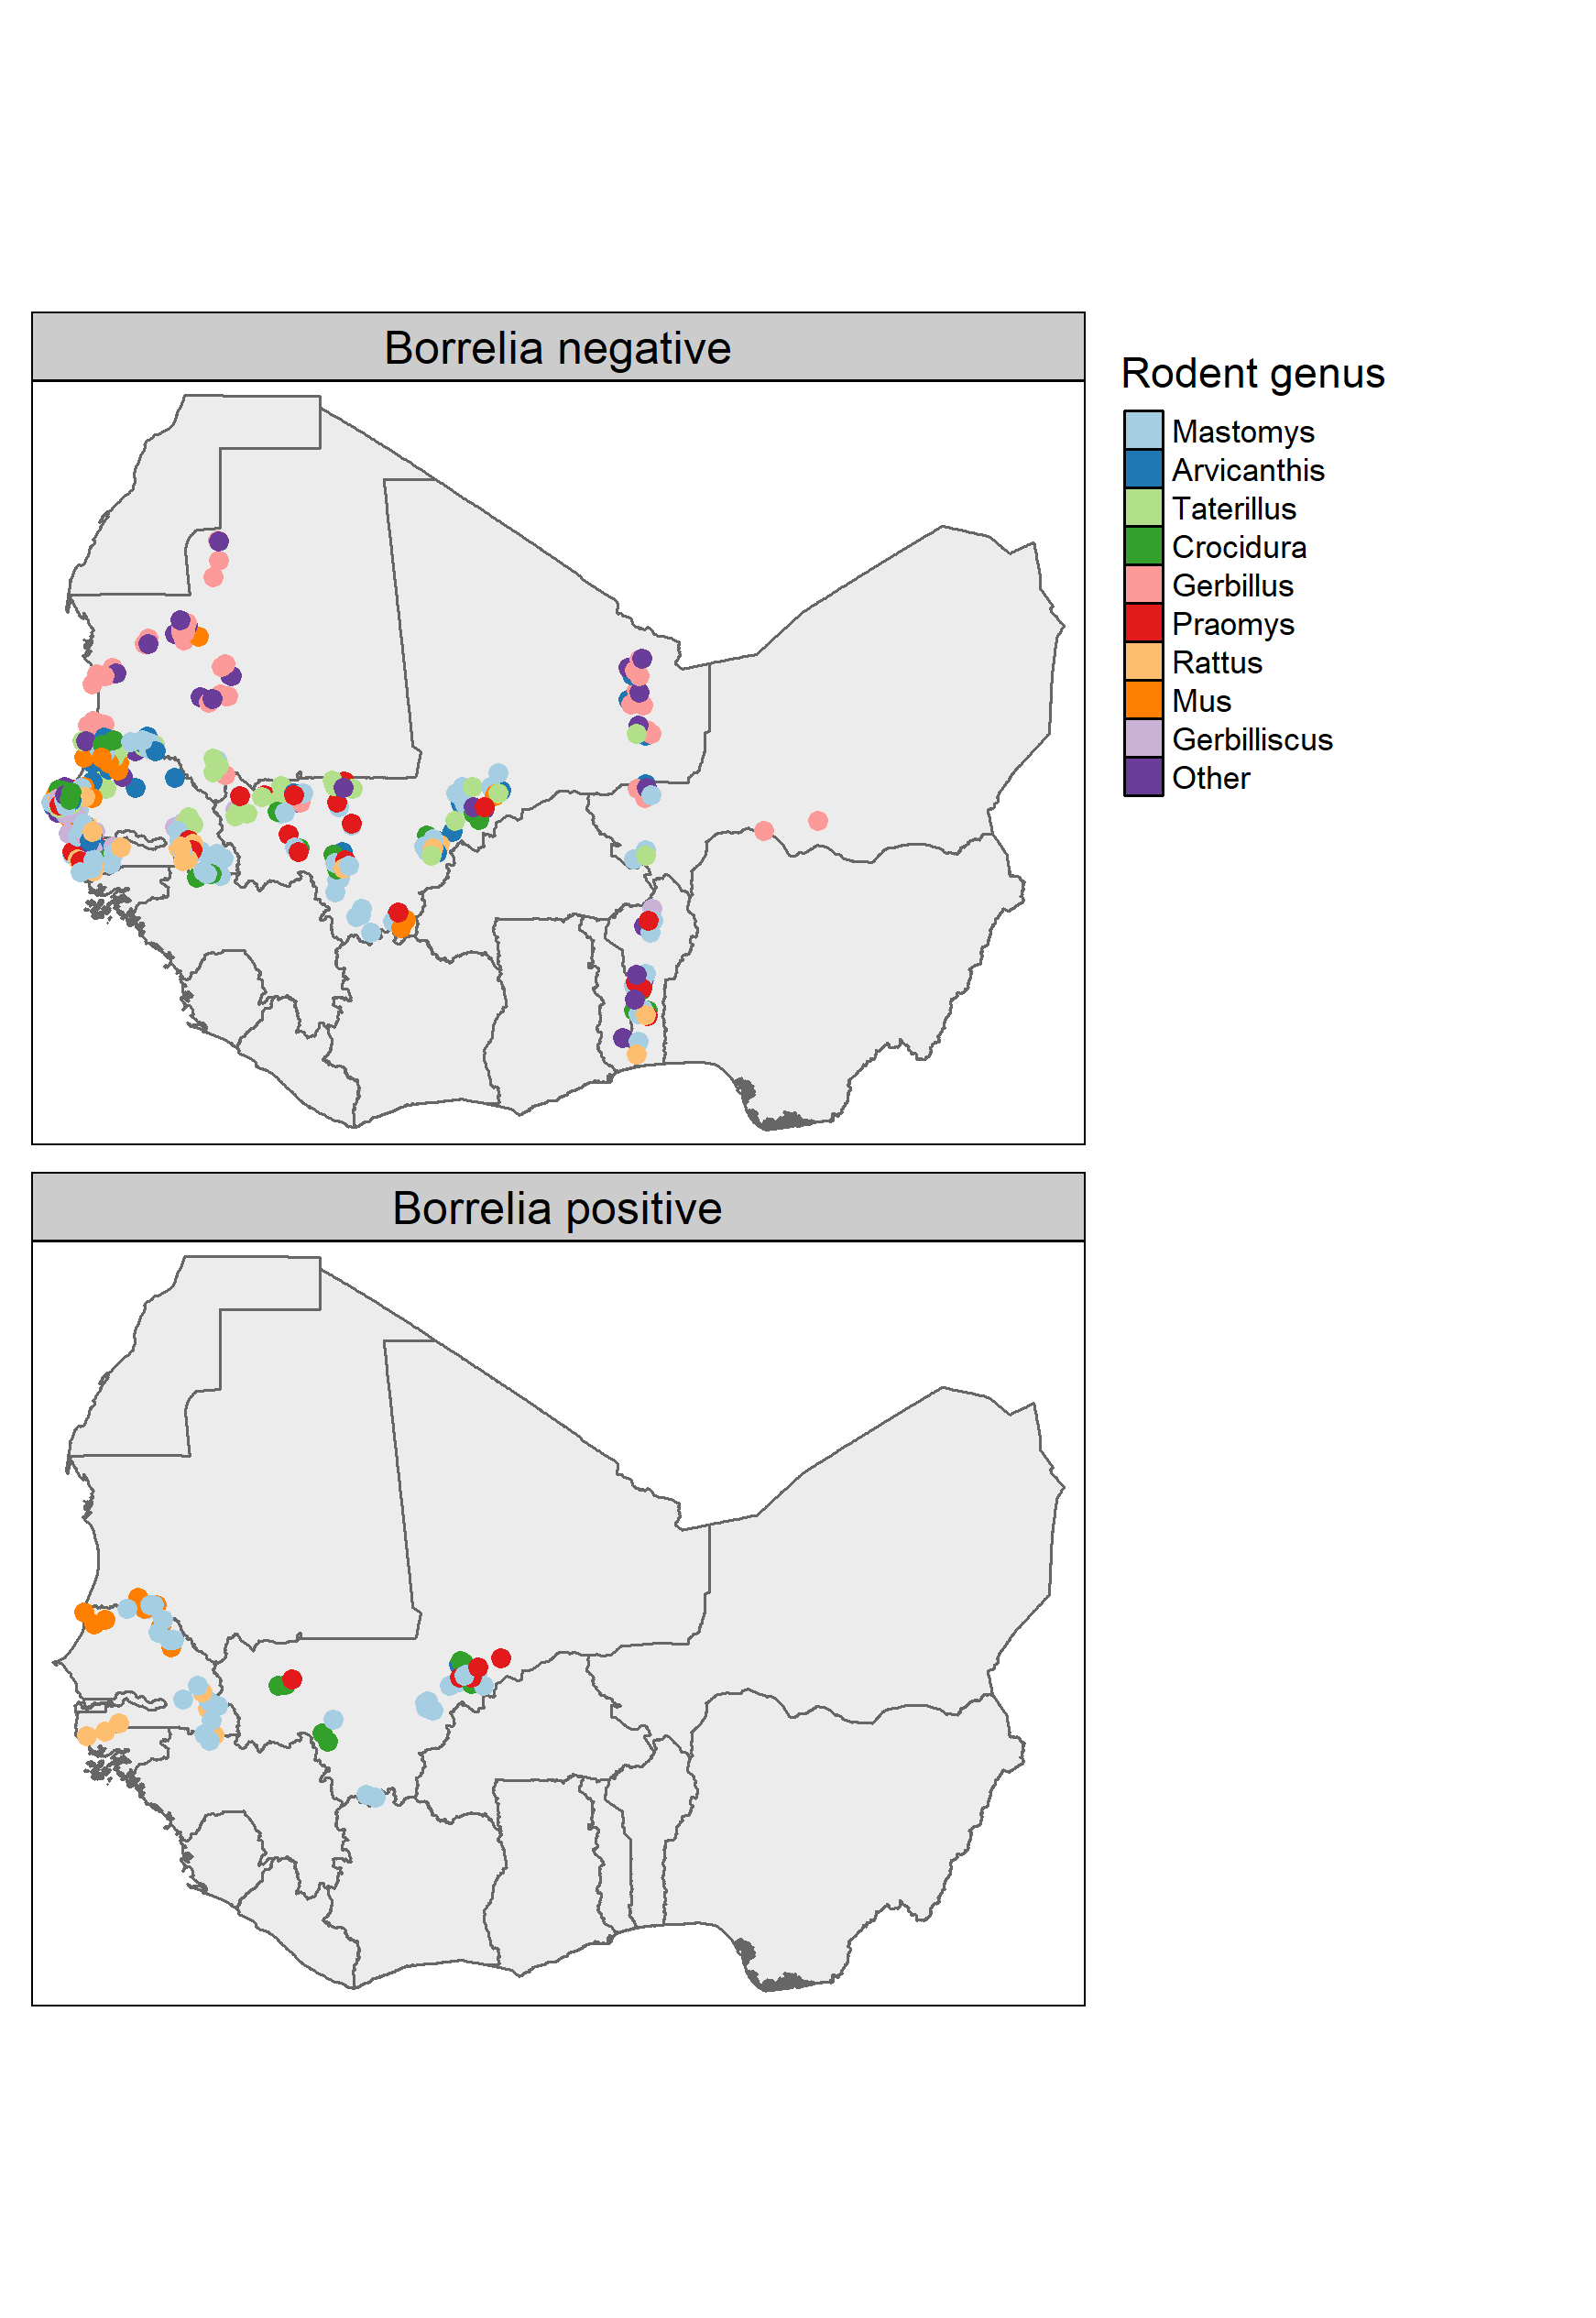 Borrelia negative
Rodent genus
Mastomys
Arvicanthis
Taterillus
Crocidura
Gerbillus
Praomys
Rattus
Mus
Gerbilliscus
Other
Borrelia positive